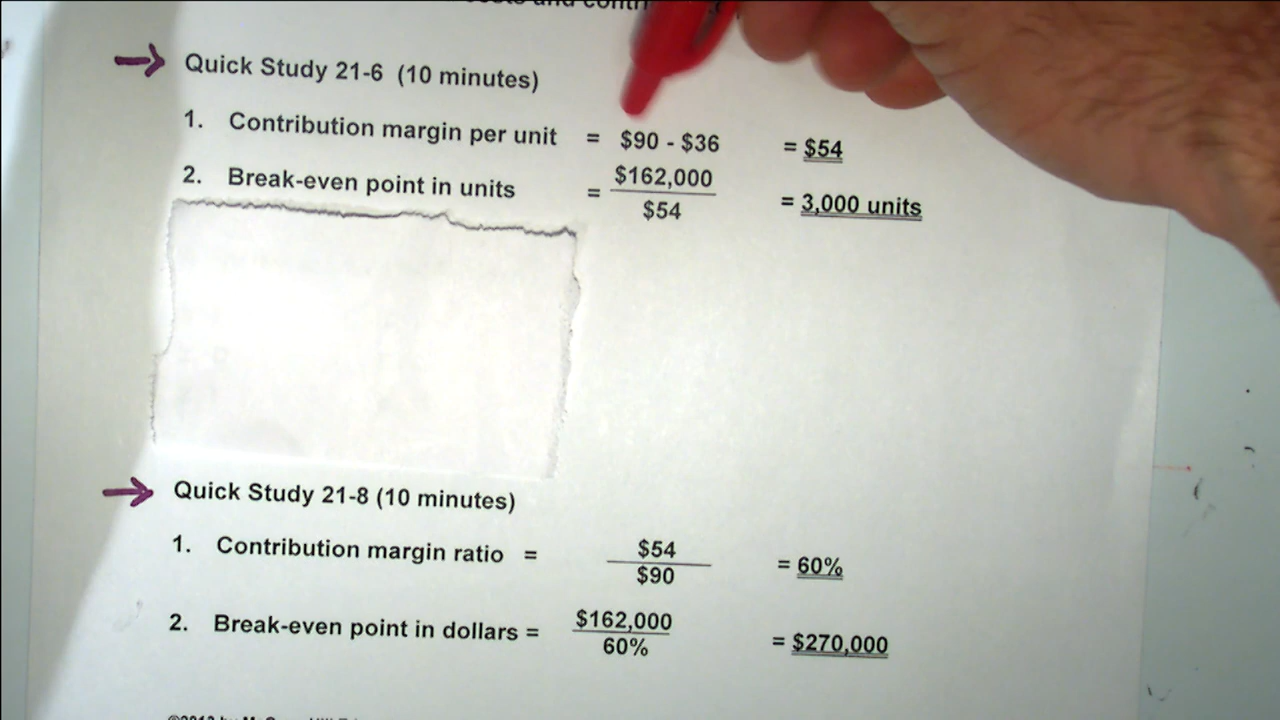 and contri
Quick Study 21-6 (10 minutes)
1. Contribution margin per unit = $90 - $36 = $54
2. Break-even point in units = $162,000 / $54 = 3,000 units
Quick Study 21-8 (10 minutes)
1. Contribution margin ratio = $54 / $90 = 60%
2. Break-even point in dollars = $162,000 / 60% = $270,000